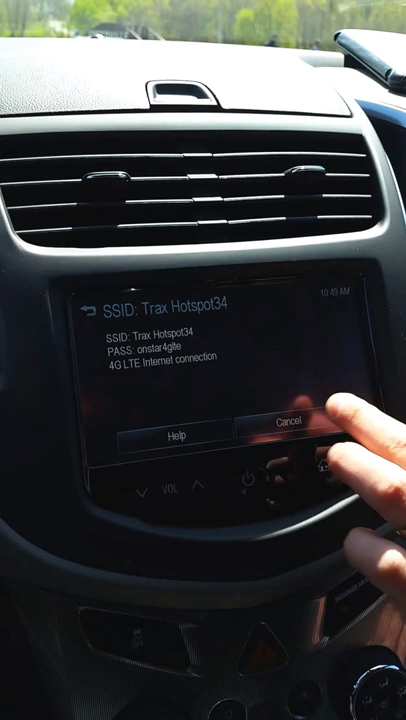 SSID: Trax Hotspot34
10:49 AM
SSID: Trax Hotspot34
PASS: onstar4glte
4G LTE Internet connection
Help
Cancel
VOL